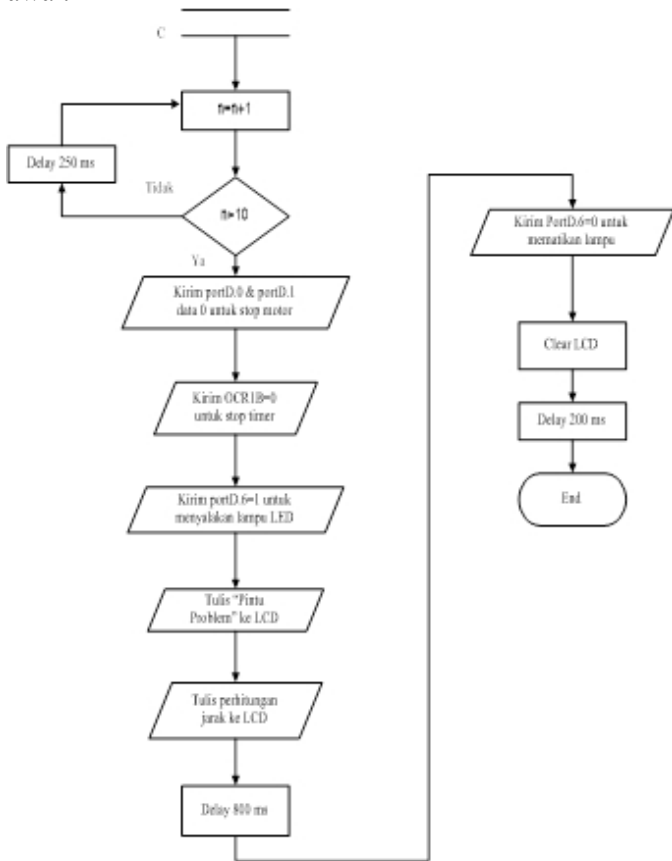 C
n=n+1
Delay 250 ms
Tidak
n>10
Ya
Kirim portD.0 & portD.1
data 0 untuk stop motor
Kirim OCR1B=0
untuk stop timer
Kirim portD.6=1 untuk
menyalakan lampu LED
Tulis “Pintu
Problem” ke LCD
Tulis perhitungan
jarak ke LCD
Delay 800 ms
Kirim PortD.6=0 untuk
mematikan lampu
Clear LCD
Delay 200 ms
End